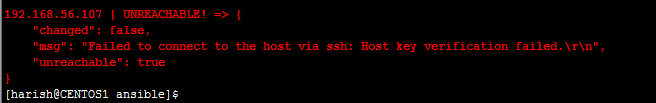 192.168.56.107 | UNREACHABLE! => {
    "changed": false,
    "msg": "Failed to connect to the host via ssh: Host key verification failed.\r\n",
    "unreachable": true
}
[harish@CENTOS1 ansible]$